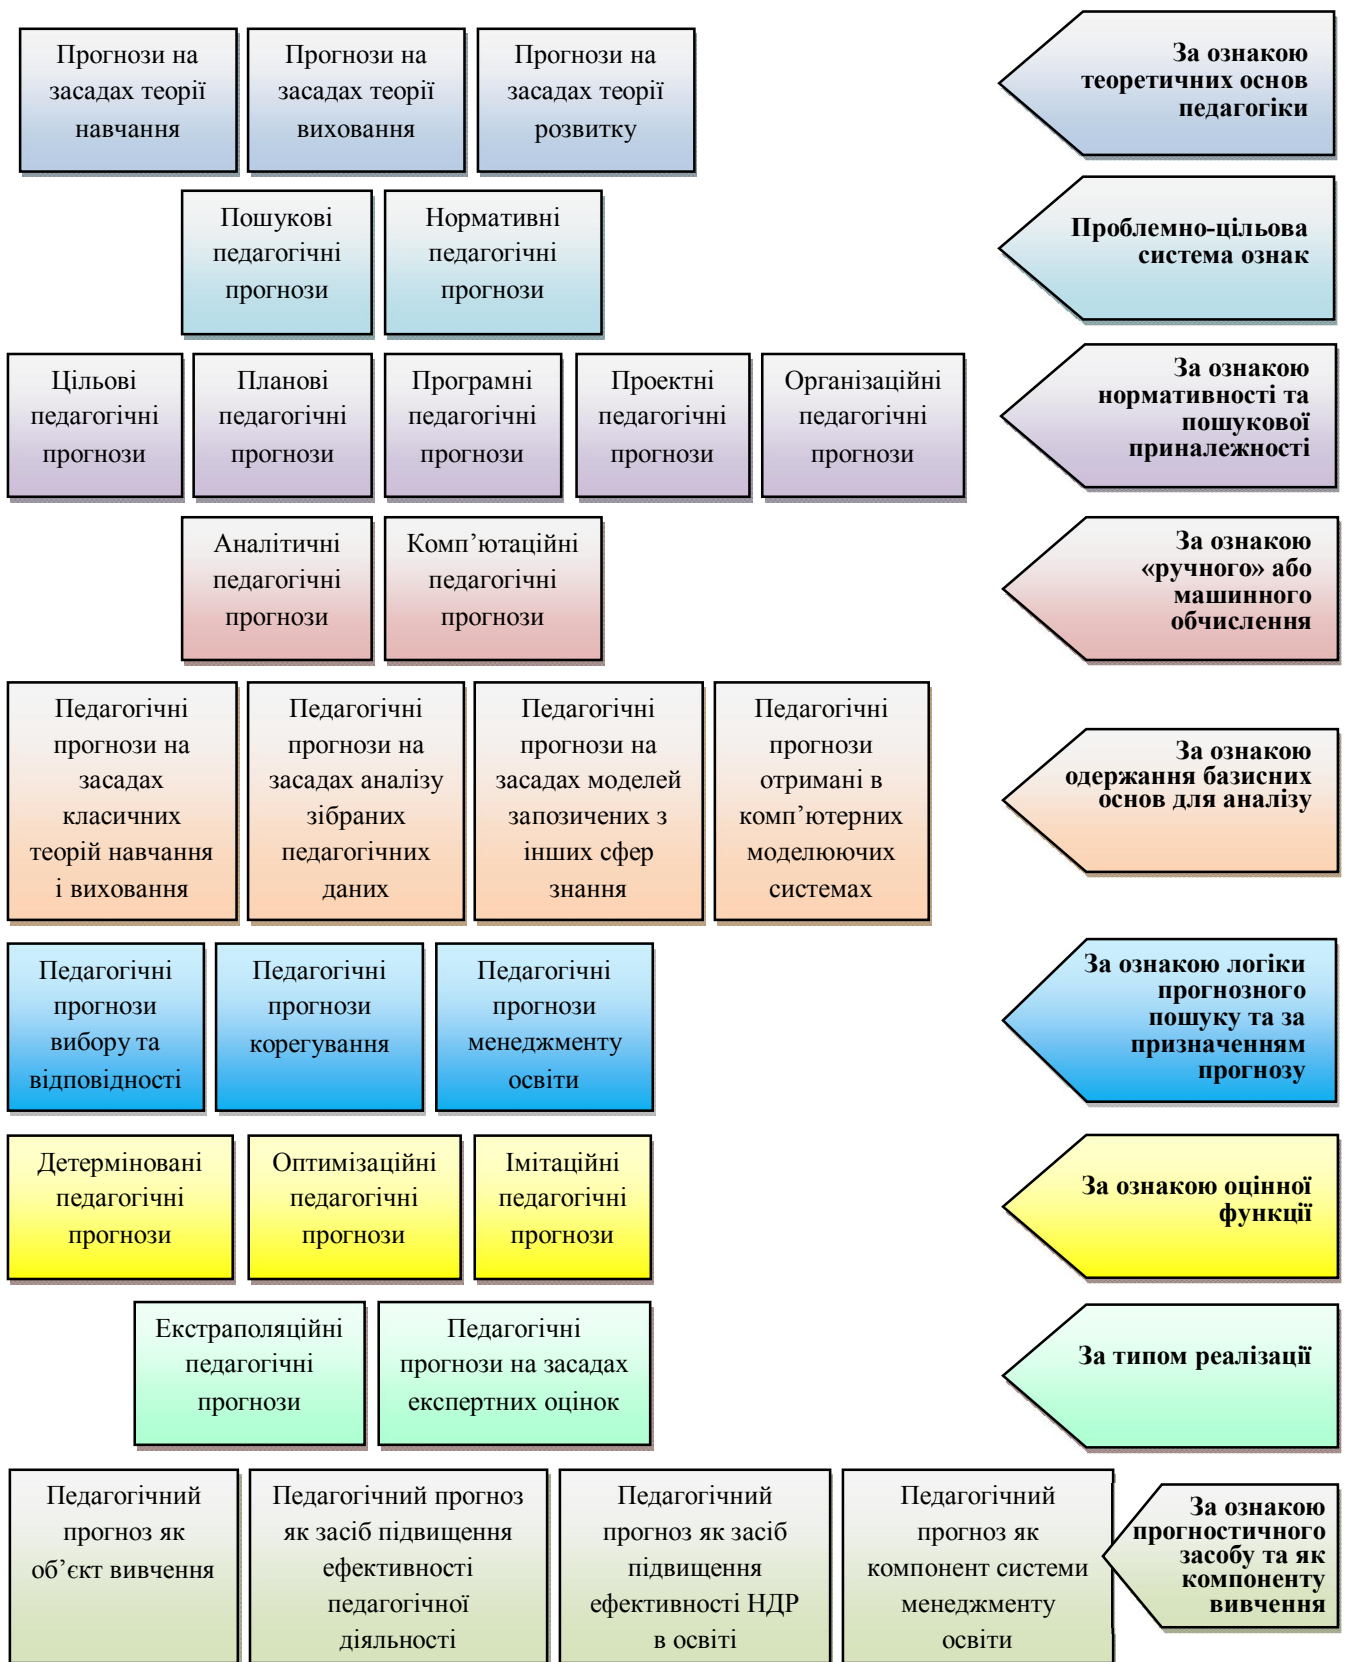 Прогнози на
засадах теорії
навчання
Прогнози на
засадах теорії
виховання
Прогнози на
засадах теорії
розвитку
За ознакою
теоретичних основ
педагогіки
Пошукові
педагогічні
прогнози
Нормативні
педагогічні
прогнози
Проблемно-цільова
система ознак
Цільові
педагогічні
прогнози
Планові
педагогічні
прогнози
Програмні
педагогічні
прогнози
Проектні
педагогічні
прогнози
Організаційні
педагогічні
прогнози
За ознакою
нормативності та
пошукової
приналежності
Аналітичні
педагогічні
прогнози
Комп’ютаційні
педагогічні
прогнози
За ознакою
«ручного» або
машинного
обчислення
Педагогічні
прогнози на
засадах
класичних
теорій навчання
і виховання
Педагогічні
прогнози на
засадах аналізу
зібраних
педагогічних
даних
Педагогічні
прогнози на
засадах моделей
запозичених з
інших сфер
знання
Педагогічні
прогнози
отримані в
комп’ютерних
моделюючих
системах
За ознакою
одержання базисних
основ для аналізу
Педагогічні
прогнози
вибору та
відповідності
Педагогічні
прогнози
корегування
Педагогічні
прогнози
менеджменту
освіти
За ознакою логіки
прогнозного
пошуку та за
призначенням
прогнозу
Детерміновані
педагогічні
прогнози
Оптимізаційні
педагогічні
прогнози
Імітаційні
педагогічні
прогнози
За ознакою оцінної
функції
Екстраполяційні
педагогічні
прогнози
Педагогічні
прогнози на засадах
експертних оцінок
За типом реалізації
Педагогічний
прогноз як
об’єкт вивчення
Педагогічний прогноз
як засіб підвищення
ефективності
педагогічної
діяльності
Педагогічний
прогноз як засіб
підвищення
ефективності НДР
в освіті
Педагогічний
прогноз як
компонент системи
менеджменту
освіти
За ознакою
прогностичного
засобу та як
компоненту
вивчення